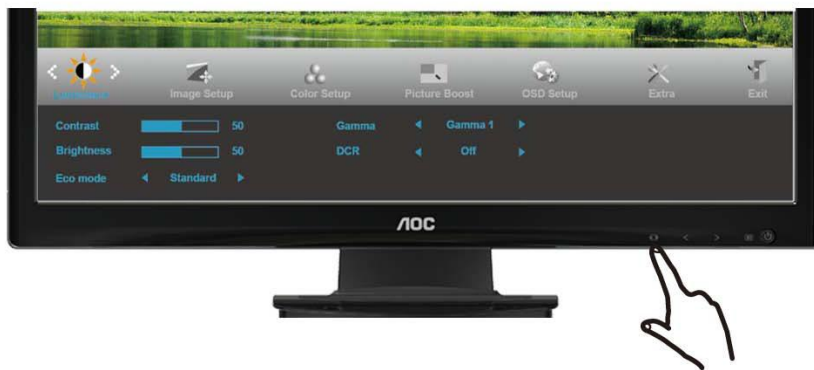 Luminance
Image Setup
Color Setup
Picture Boost
OSD Setup
Extra
Exit
Contrast 50 Gamma Gamma 1
Brightness 50 DCR Off
Eco mode Standard
AOC